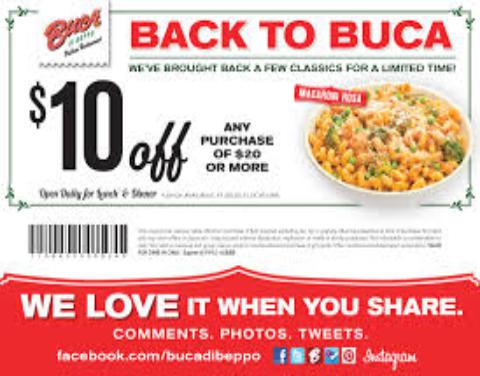 Buca
di BEPPO
Italian Restaurant
BACK TO BUCA
WE'VE BROUGHT BACK A FEW CLASSICS FOR A LIMITED TIME!
MACARONI ROSA
$10 off
ANY
PURCHASE
OF $20
OR MORE
Open Daily for Lunch & Dinner
WE LOVE IT WHEN YOU SHARE.
COMMENTS. PHOTOS. TWEETS.
facebook.com/bucadibeppo
Instagram